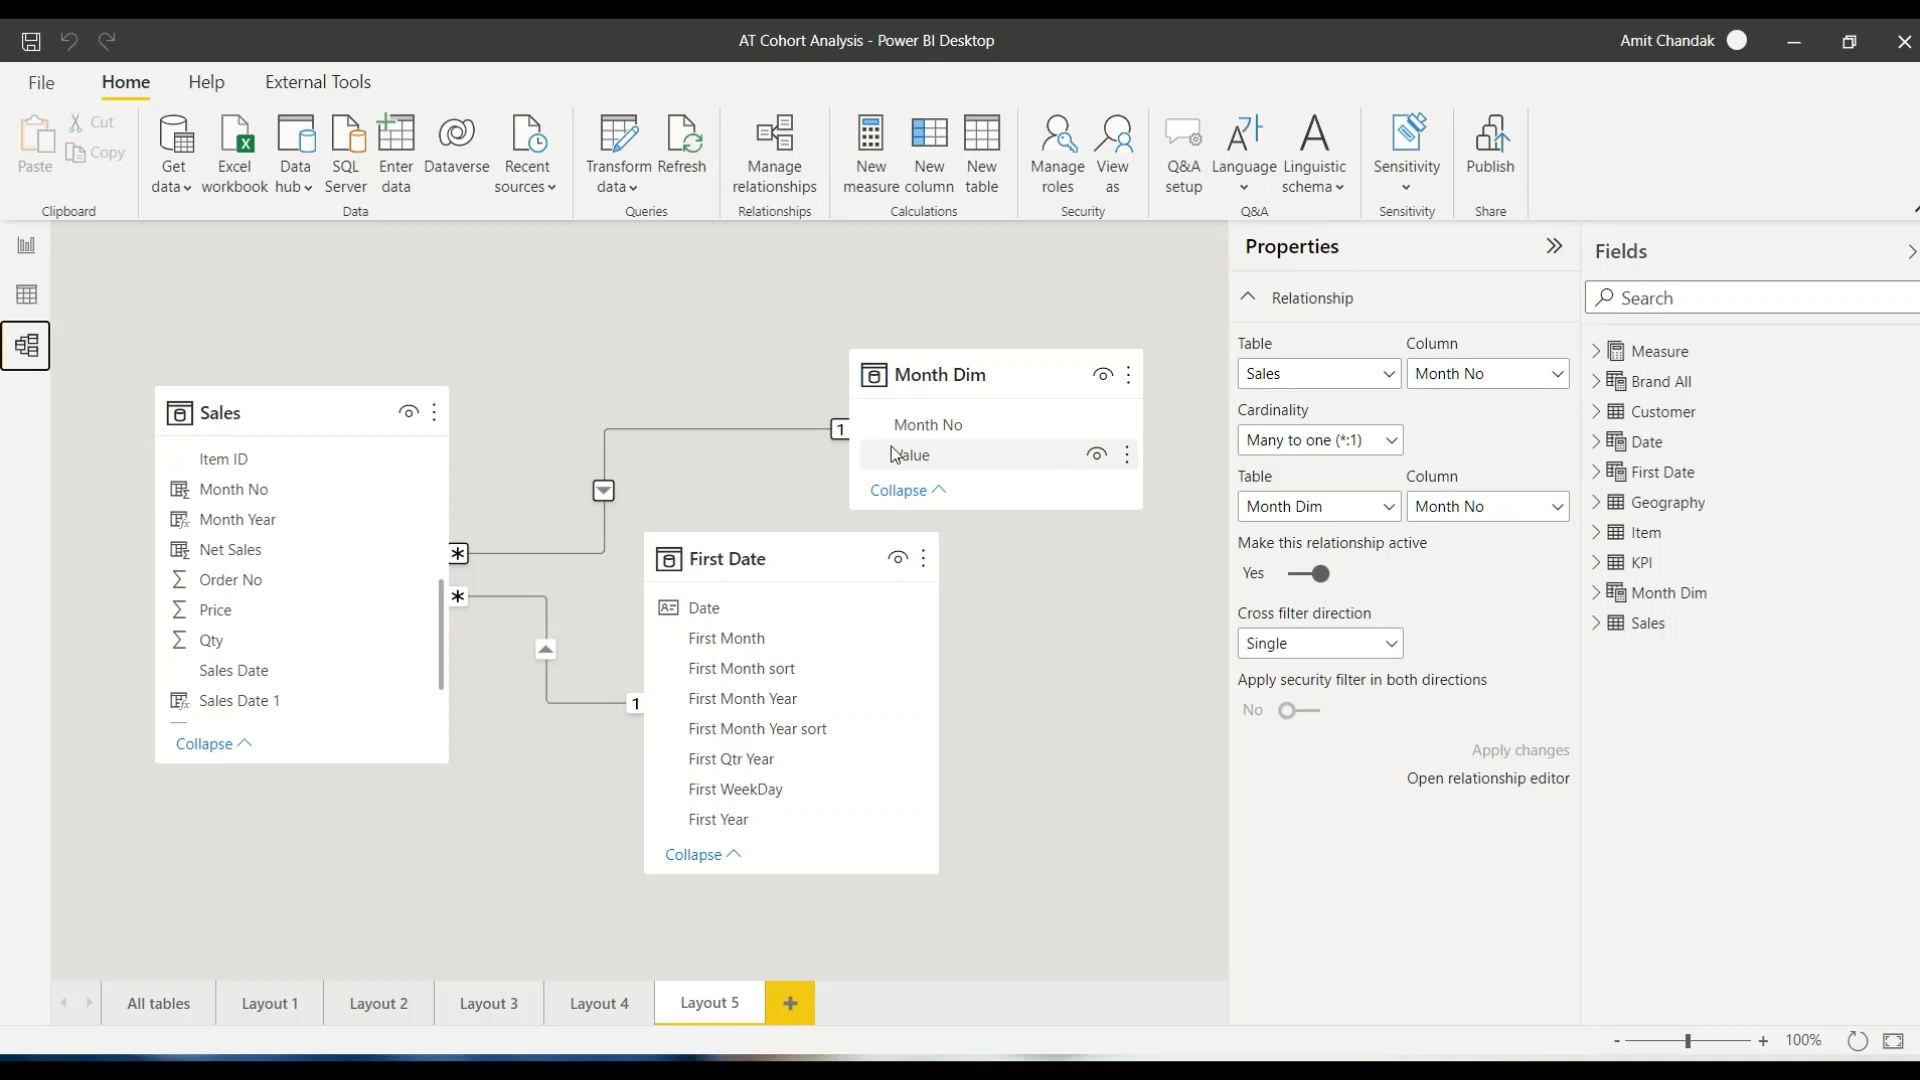 AT Cohort Analysis - Power BI Desktop
Amit Chandak
File
Home
Help
External Tools
Paste
Cut
Copy
Clipboard
Get data
Excel workbook
Data hub
SQL Server
Enter data
Dataverse
Recent sources
Data
Transform data
Refresh
Queries
Manage relationships
Relationships
New measure
New column
New table
Calculations
Manage roles
View as
Security
Q&A setup
Language
Linguistic schema
Q&A
Sensitivity
Sensitivity
Publish
Share
Sales
Item ID
Month No
Month Year
Net Sales
Order No
Price
Qty
Sales Date
Sales Date 1
Collapse
*
*
1
1
Month Dim
Month No
Value
Collapse
First Date
Date
First Month
First Month sort
First Month Year
First Month Year sort
First Qtr Year
First WeekDay
First Year
Collapse
Properties
Relationship
Table
Column
Sales
Month No
Cardinality
Many to one (*:1)
Table
Column
Month Dim
Month No
Make this relationship active
Yes
Cross filter direction
Single
Apply security filter in both directions
No
Apply changes
Open relationship editor
Fields
Search
Measure
Brand All
Customer
Date
First Date
Geography
Item
KPI
Month Dim
Sales
All tables
Layout 1
Layout 2
Layout 3
Layout 4
Layout 5
+
- + 100%